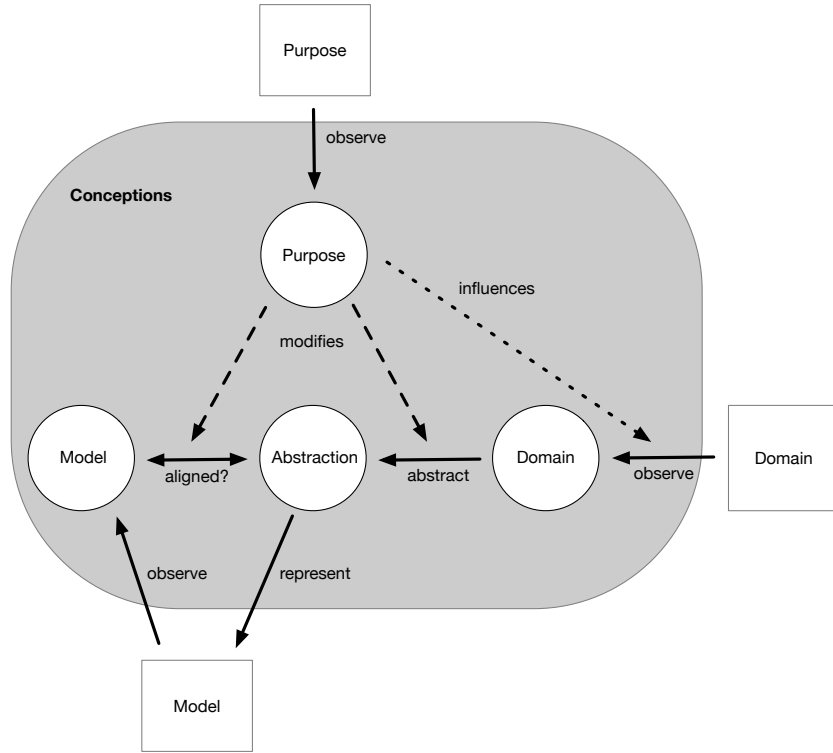 Purpose
observe
Conceptions
Purpose
influences
modifies
Model
aligned?
Abstraction
abstract
Domain
observe
Domain
observe
represent
Model